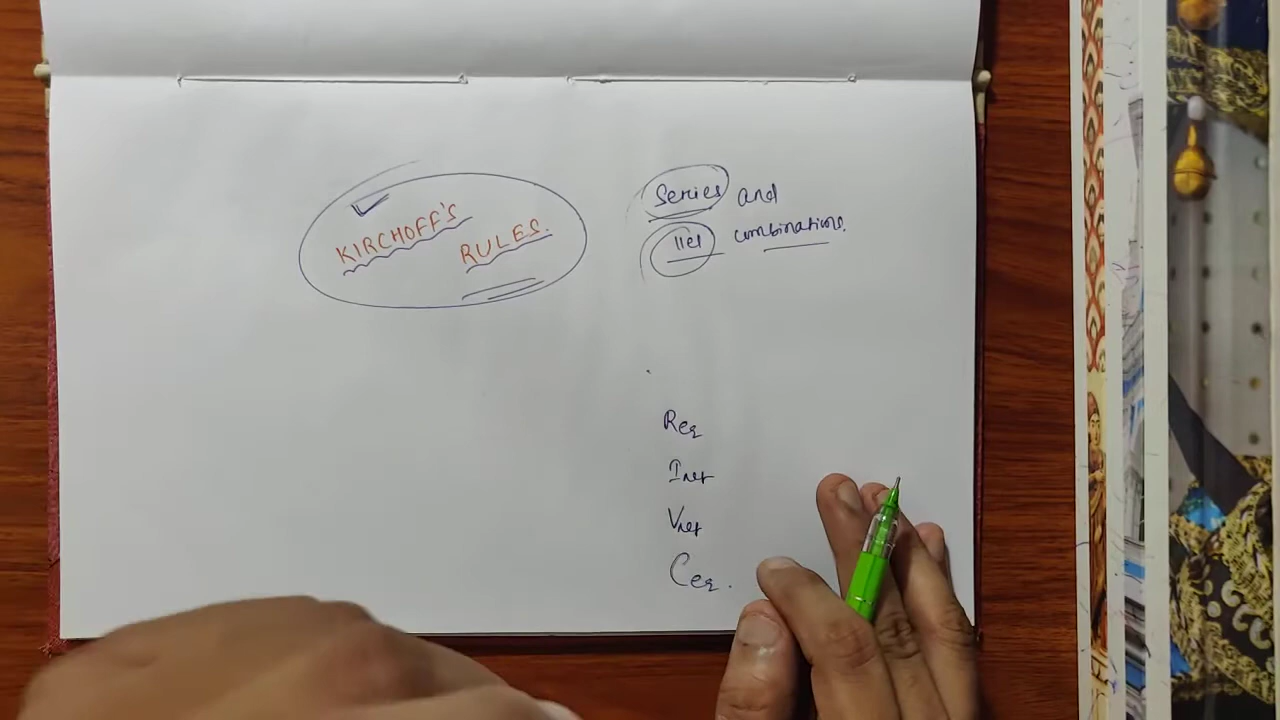 KIRCHOFF'S
RULES.
Series and
llel combinations.
Req
Inet
Vnet
Ceq.